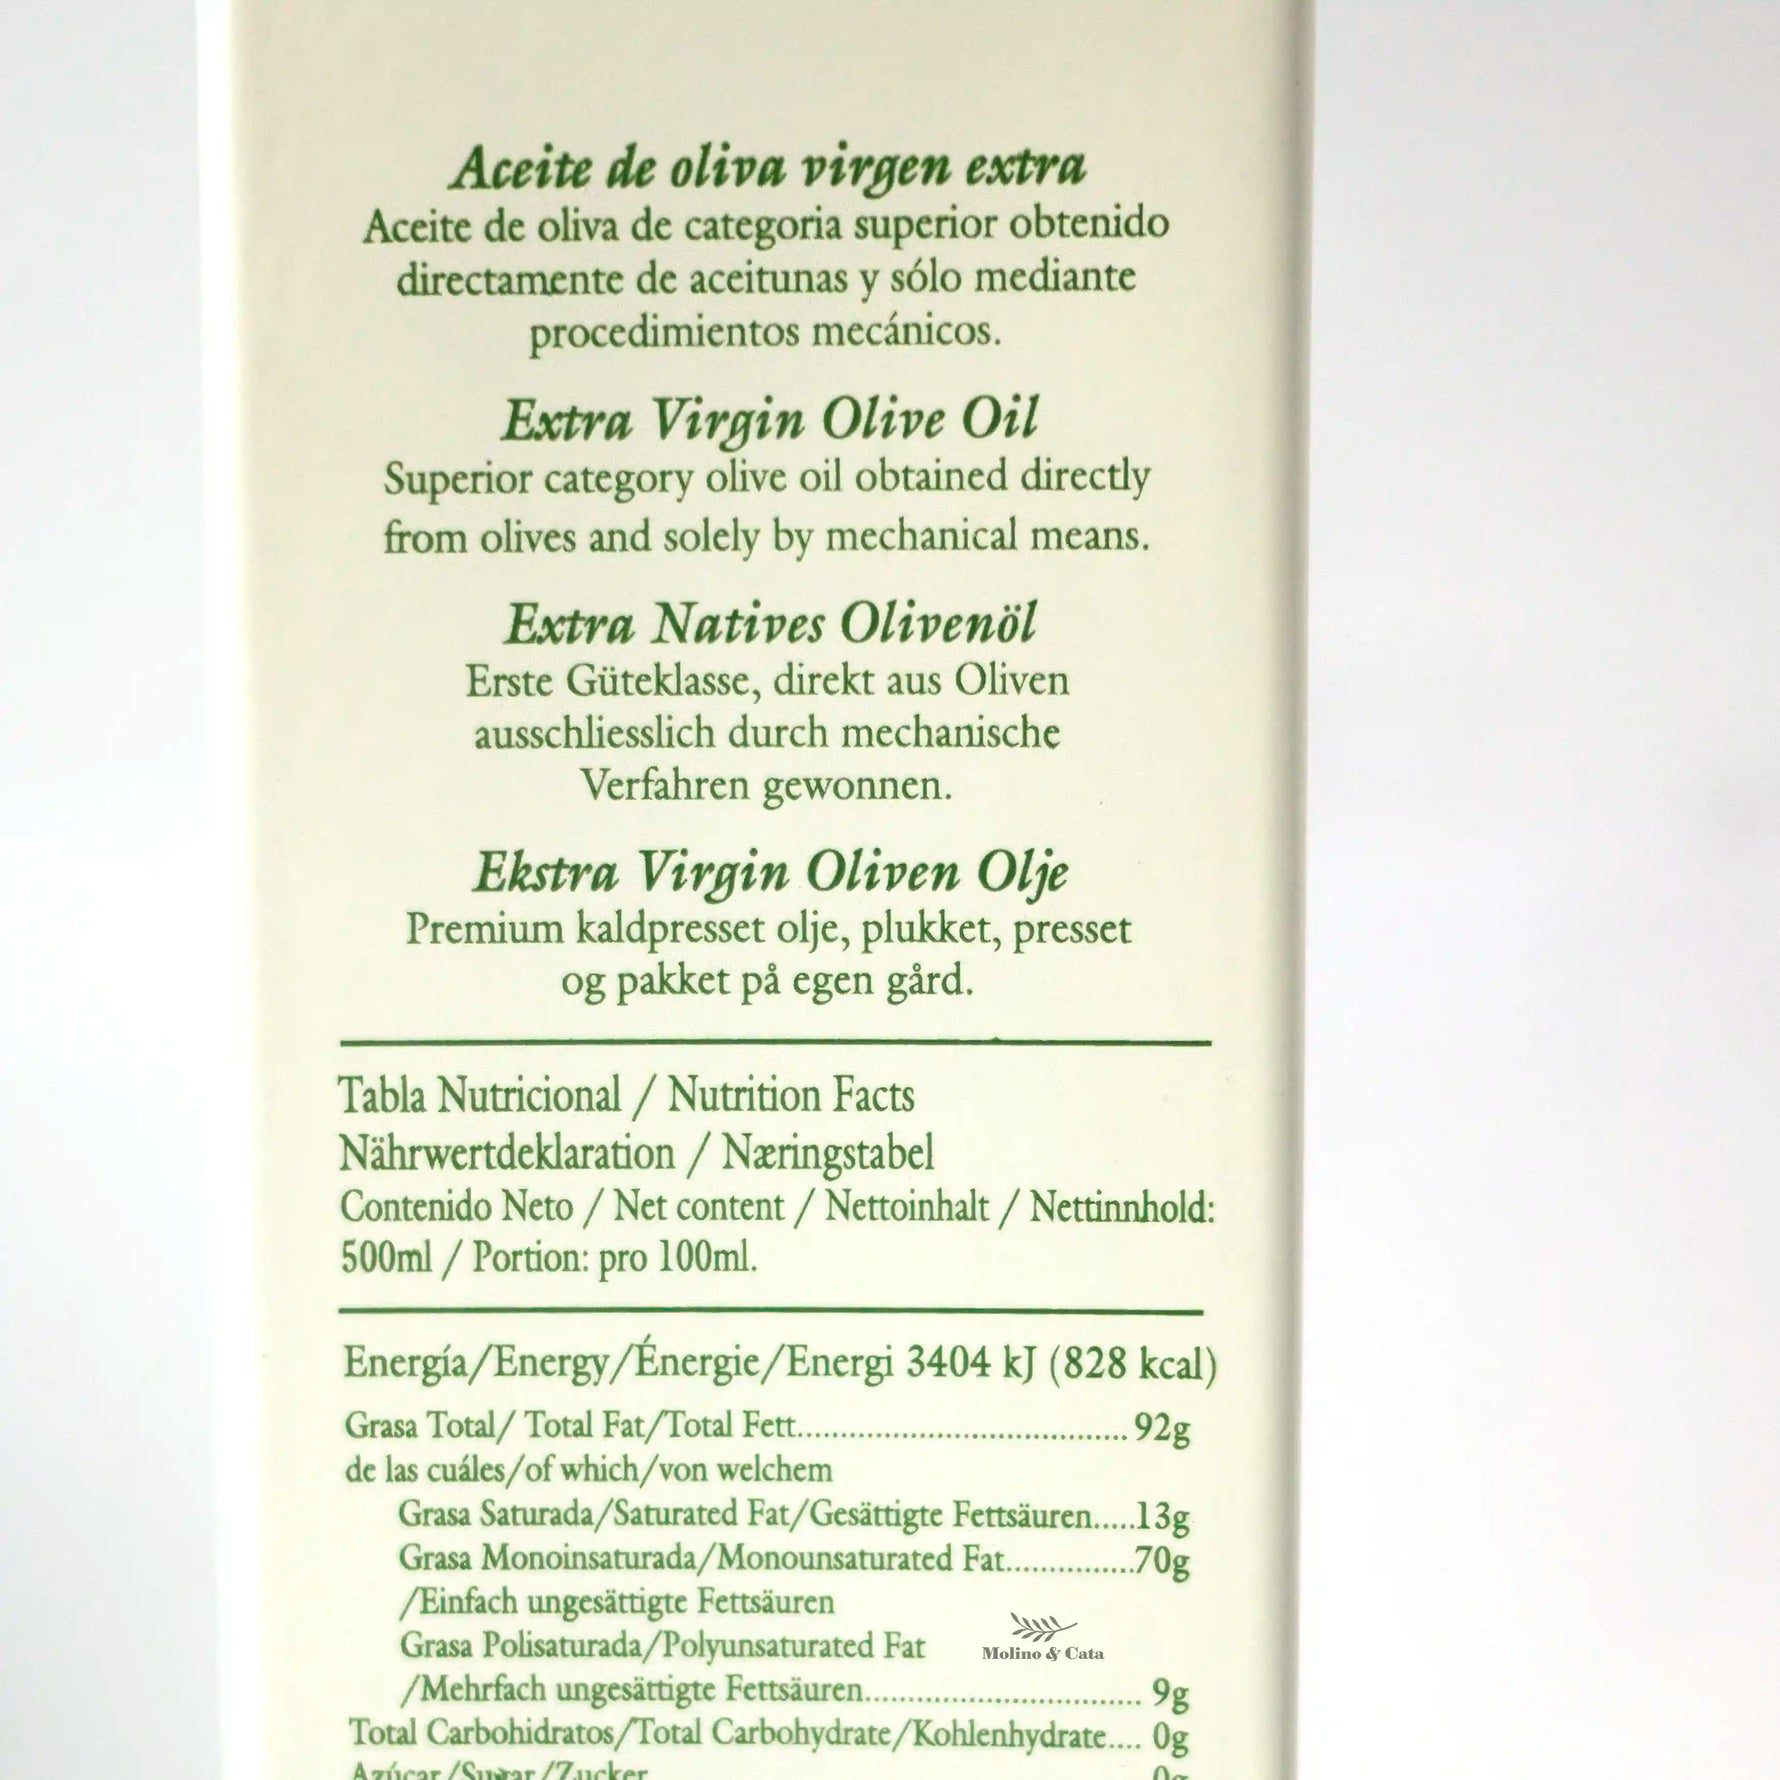 Aceite de oliva virgen extra
Aceite de oliva de categoria superior obtenido
directamente de aceitunas y sólo mediante
procedimientos mecánicos.
Extra Virgin Olive Oil
Superior category olive oil obtained directly
from olives and solely by mechanical means.
Extra Natives Olivenöl
Erste Güteklasse, direkt aus Oliven
ausschliesslich durch mechanische
Verfahren gewonnen.
Ekstra Virgin Oliven Olje
Premium kaldpresset olje, plukket, presset
og pakket på egen gård.
Tabla Nutricional / Nutrition Facts
Nährwertdeklaration / Næringstabel
Contenido Neto / Net content / Nettoinhalt / Nettinnhold:
500ml / Portion: pro 100ml.
Energía/Energy/Énergie/Energi 3404 kJ (828 kcal)
Grasa Total/ Total Fat/Total Fett....................................... 92g
de las cuáles/of which/von welchem
Grasa Saturada/Saturated Fat/Gesättigte Fettsäuren.....13g
Grasa Monoinsaturada/Monounsaturated Fat...............70g
/Einfach ungesättigte Fettsäuren
Grasa Polisaturada/Polyunsaturated Fat
Molino & Cata
/Mehrfach ungesättigte Fettsäuren................................. 9g
Total Carbohidratos/Total Carbohydrate/Kohlenhydrate.... 0g
Azúcar/Sugar/Zucker 0g